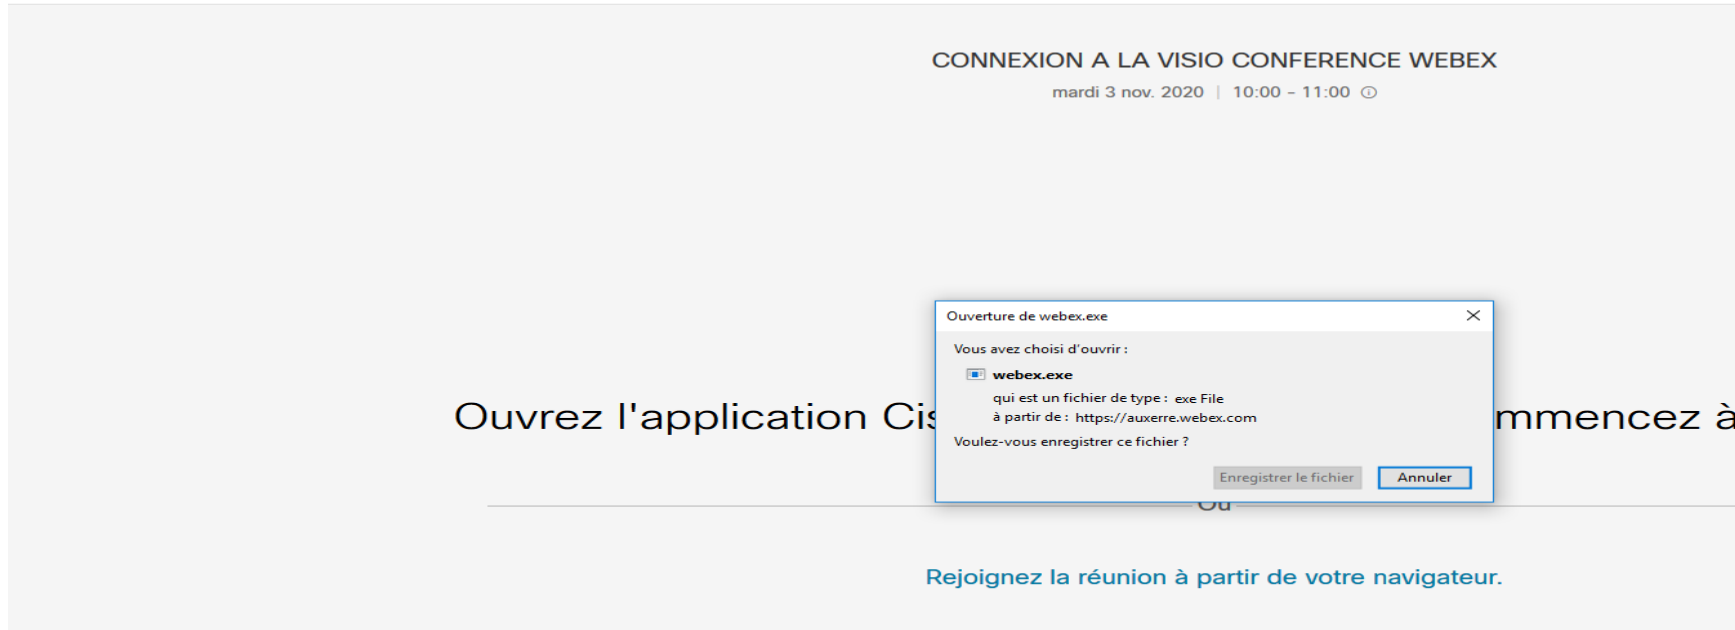 CONNEXION A LA VISIO CONFERENCE WEBEX
mardi 3 nov. 2020 | 10:00 - 11:00
Ouverture de webex.exe
Vous avez choisi d'ouvrir :
webex.exe
qui est un fichier de type : exe File
à partir de : https://auxerre.webex.com
Voulez-vous enregistrer ce fichier ?
Enregistrer le fichier Annuler
Ouvrez l'application Cis mmencez à
Ou
Rejoignez la réunion à partir de votre navigateur.